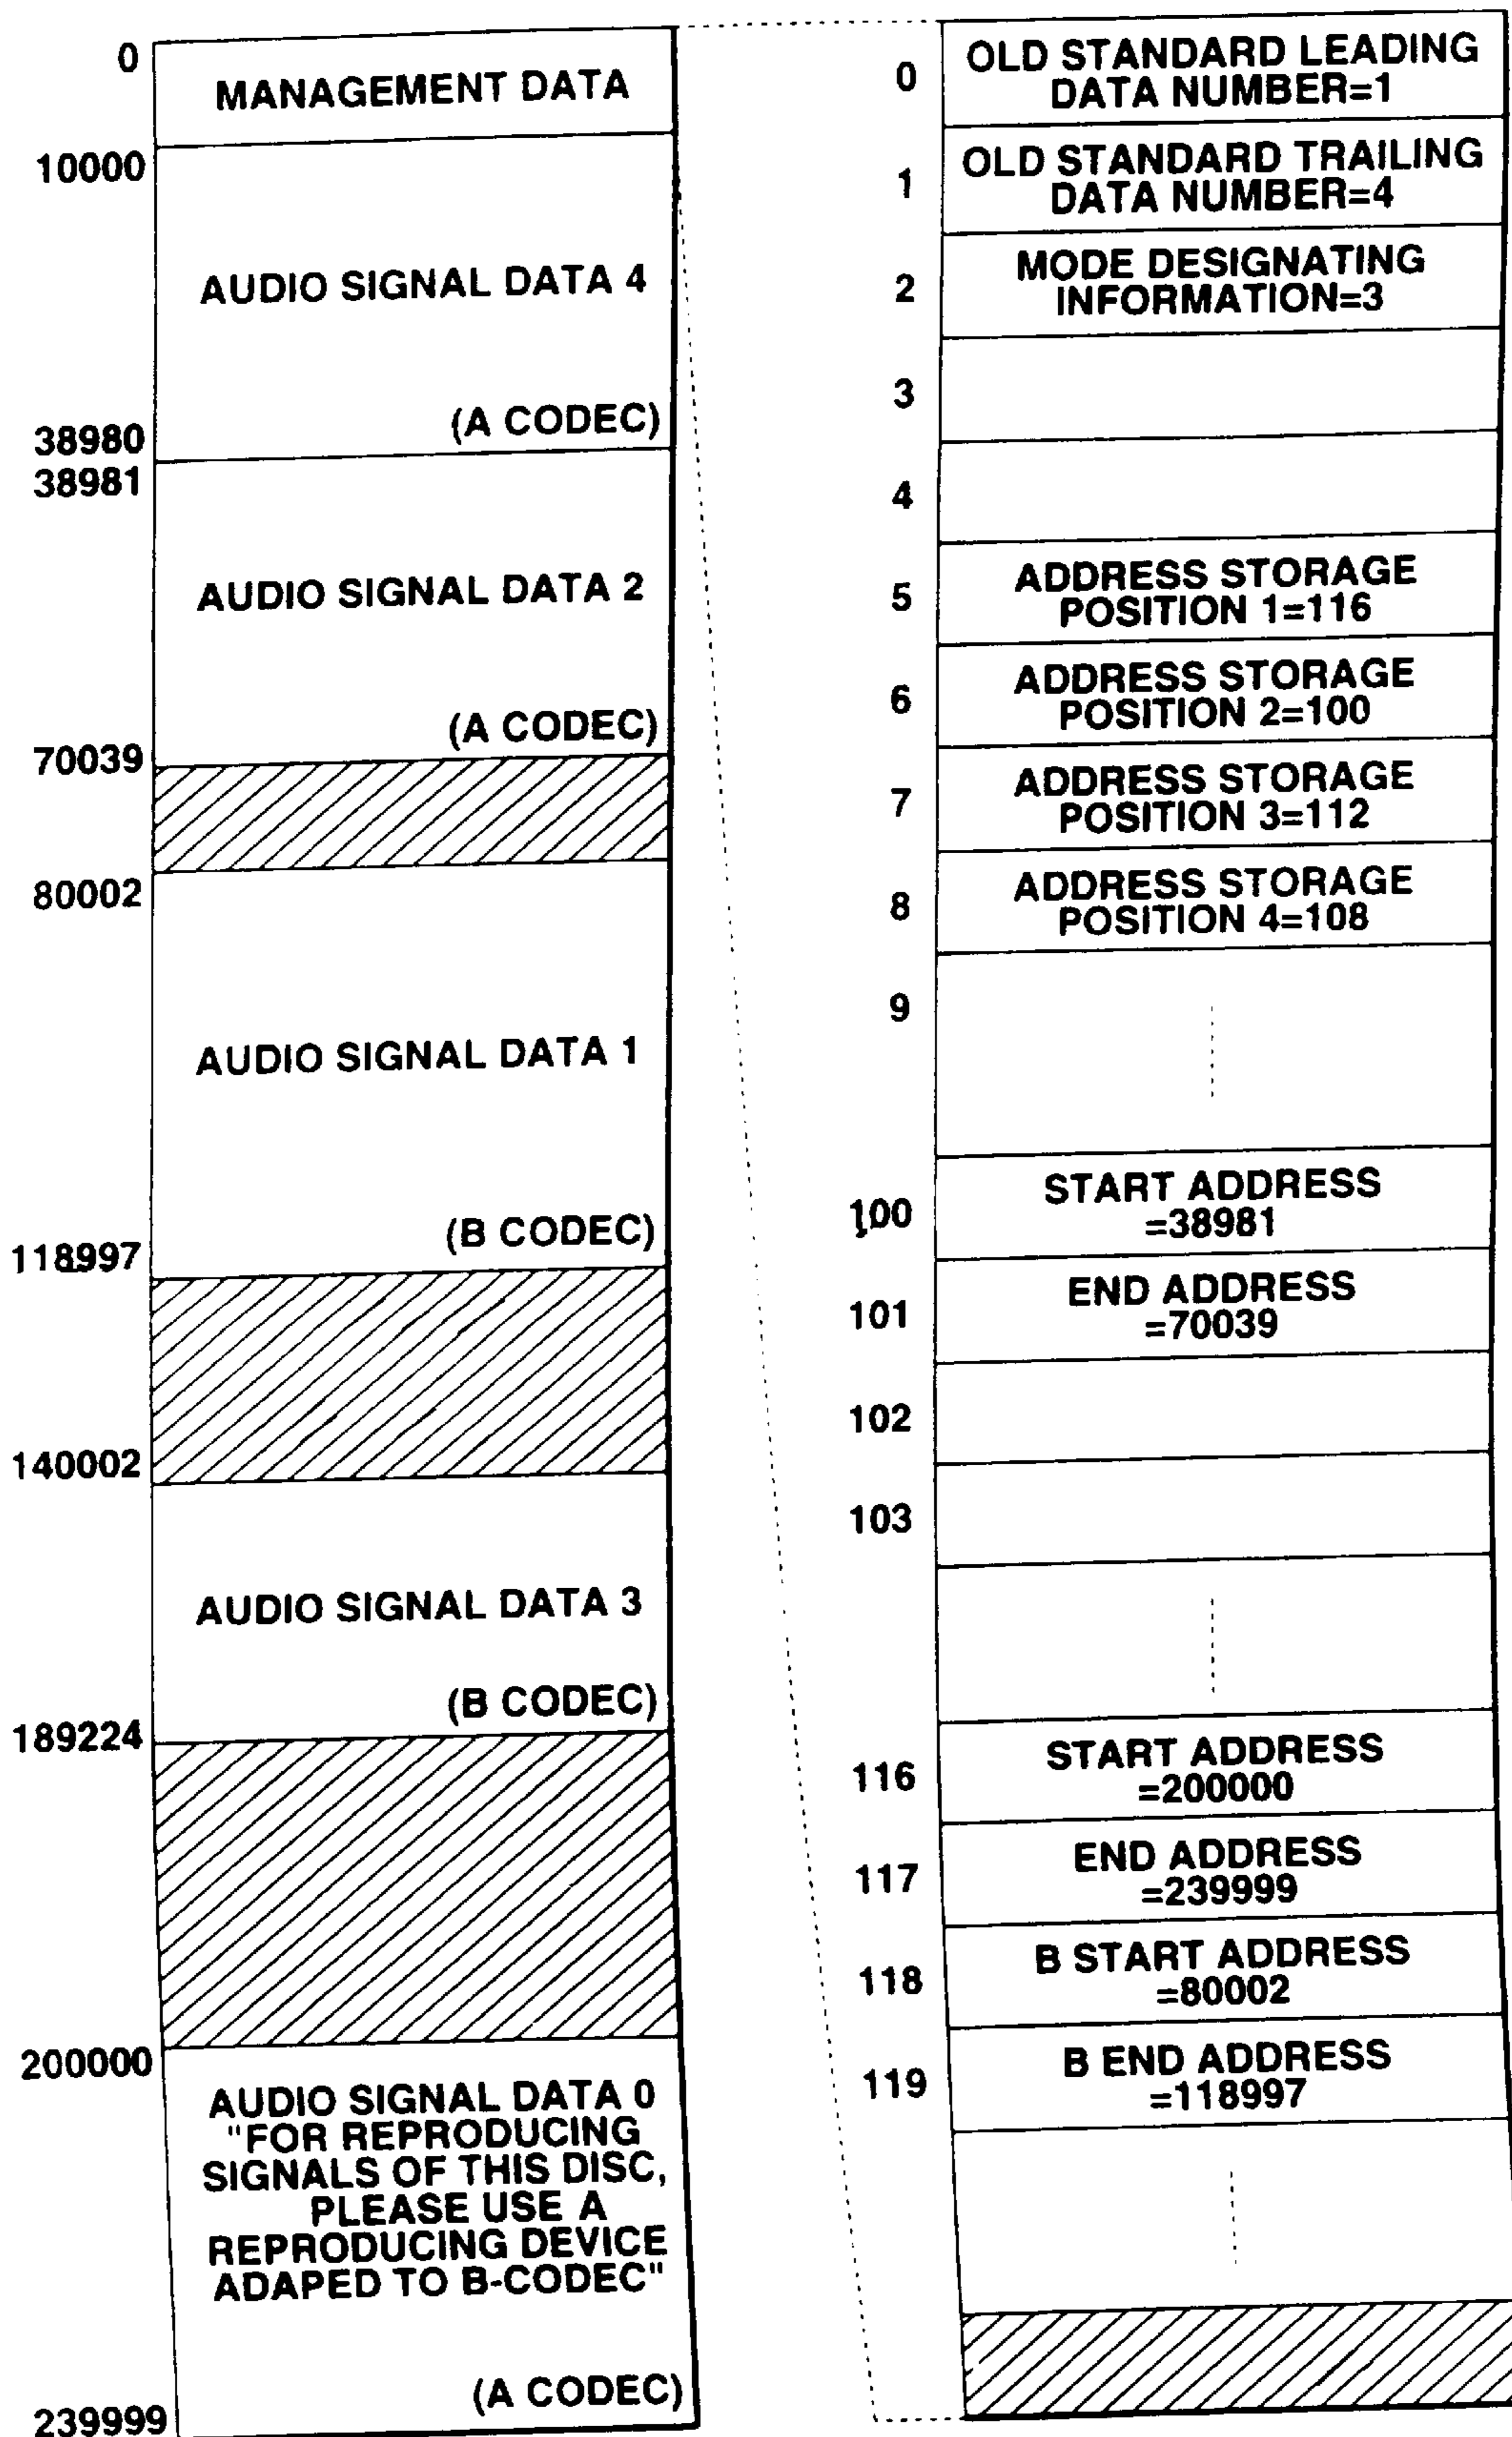 0
MANAGEMENT DATA
10000
AUDIO SIGNAL DATA 4
(A CODEC)
38980
38981
AUDIO SIGNAL DATA 2
(A CODEC)
70039
80002
AUDIO SIGNAL DATA 1
(B CODEC)
118997
140002
AUDIO SIGNAL DATA 3
(B CODEC)
189224
200000
AUDIO SIGNAL DATA 0
"FOR REPRODUCING
SIGNALS OF THIS DISC,
PLEASE USE A
REPRODUCING DEVICE
ADAPED TO B-CODEC"
(A CODEC)
239999
0
OLD STANDARD LEADING
DATA NUMBER=1
1
OLD STANDARD TRAILING
DATA NUMBER=4
2
MODE DESIGNATING
INFORMATION=3
3
4
5
ADDRESS STORAGE
POSITION 1=116
6
ADDRESS STORAGE
POSITION 2=100
7
ADDRESS STORAGE
POSITION 3=112
8
ADDRESS STORAGE
POSITION 4=108
9
100
START ADDRESS
=38981
101
END ADDRESS
=70039
102
103
116
START ADDRESS
=200000
117
END ADDRESS
=239999
118
B START ADDRESS
=80002
119
B END ADDRESS
=118997